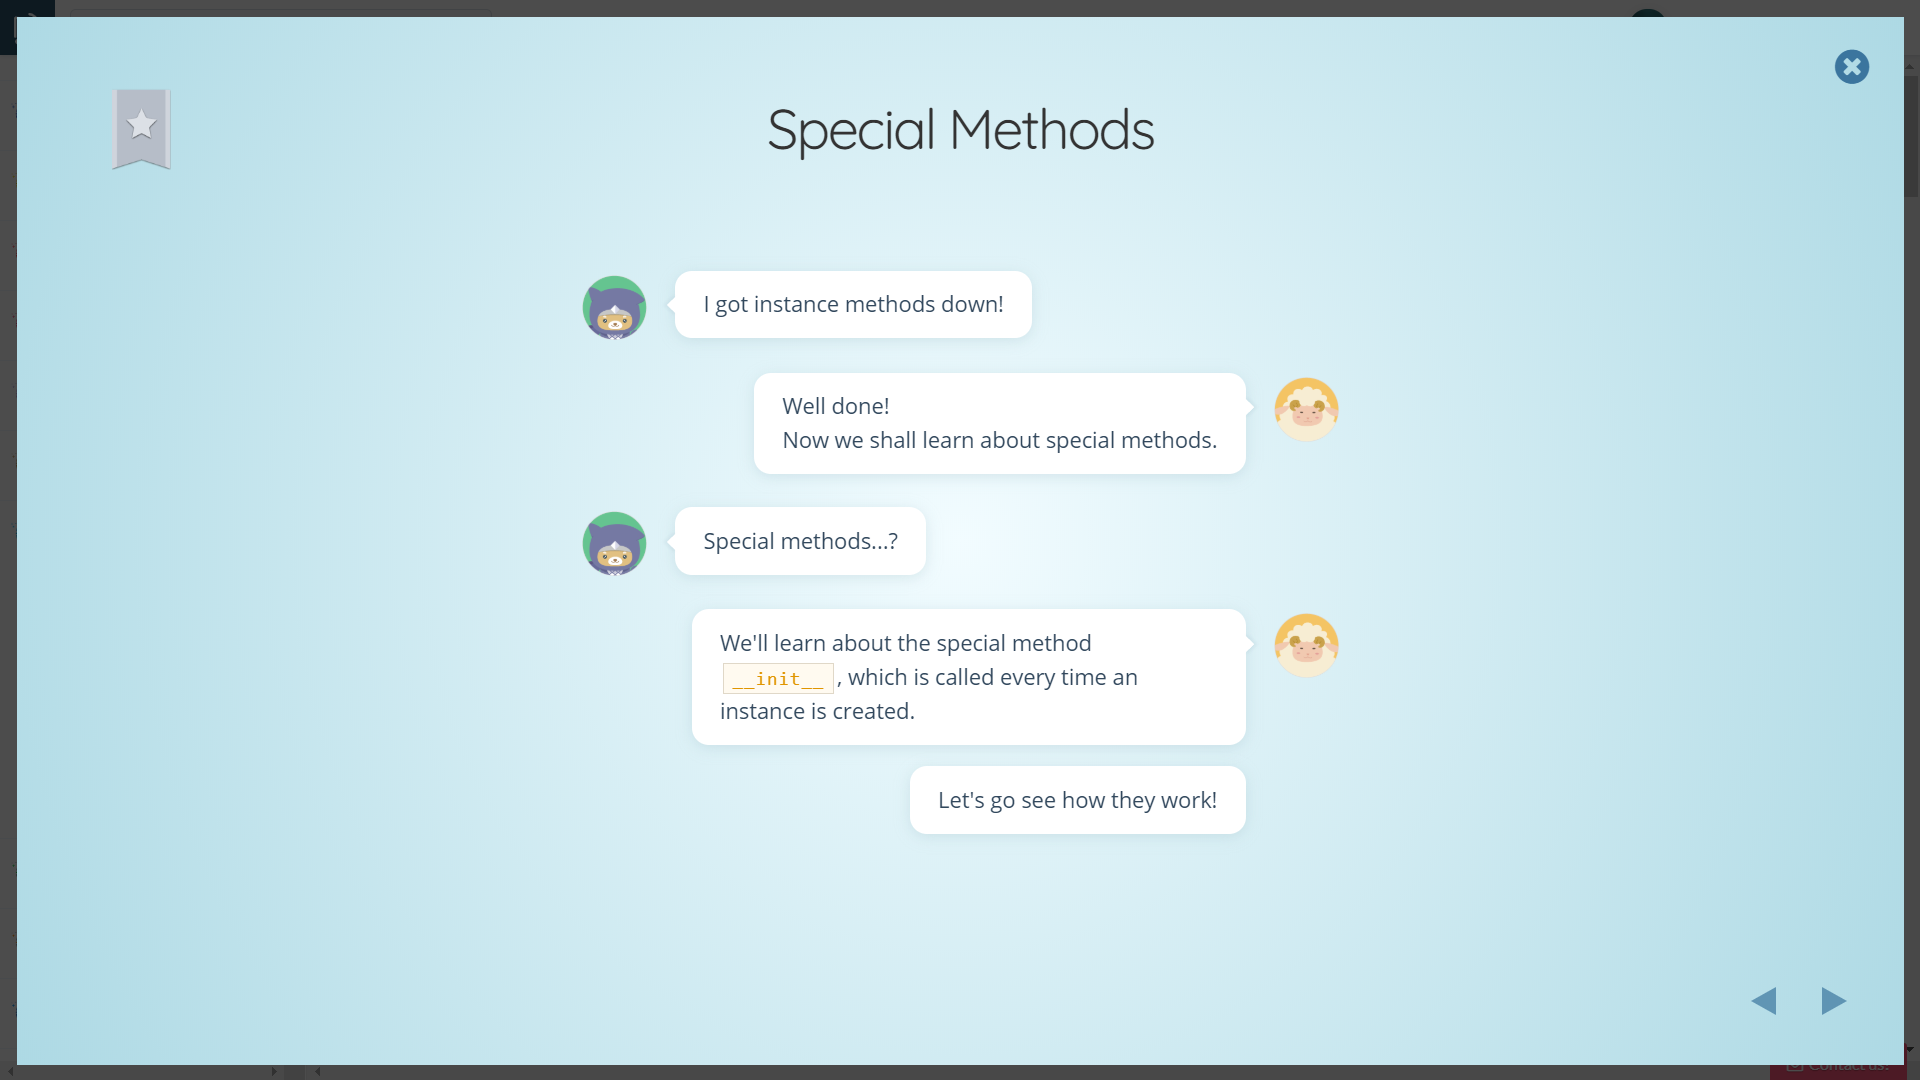 Special Methods
I got instance methods down!
Well done!
Now we shall learn about special methods.
Special methods...?
We'll learn about the special method
__init__, which is called every time an
instance is created.
Let's go see how they work!
Contact us!